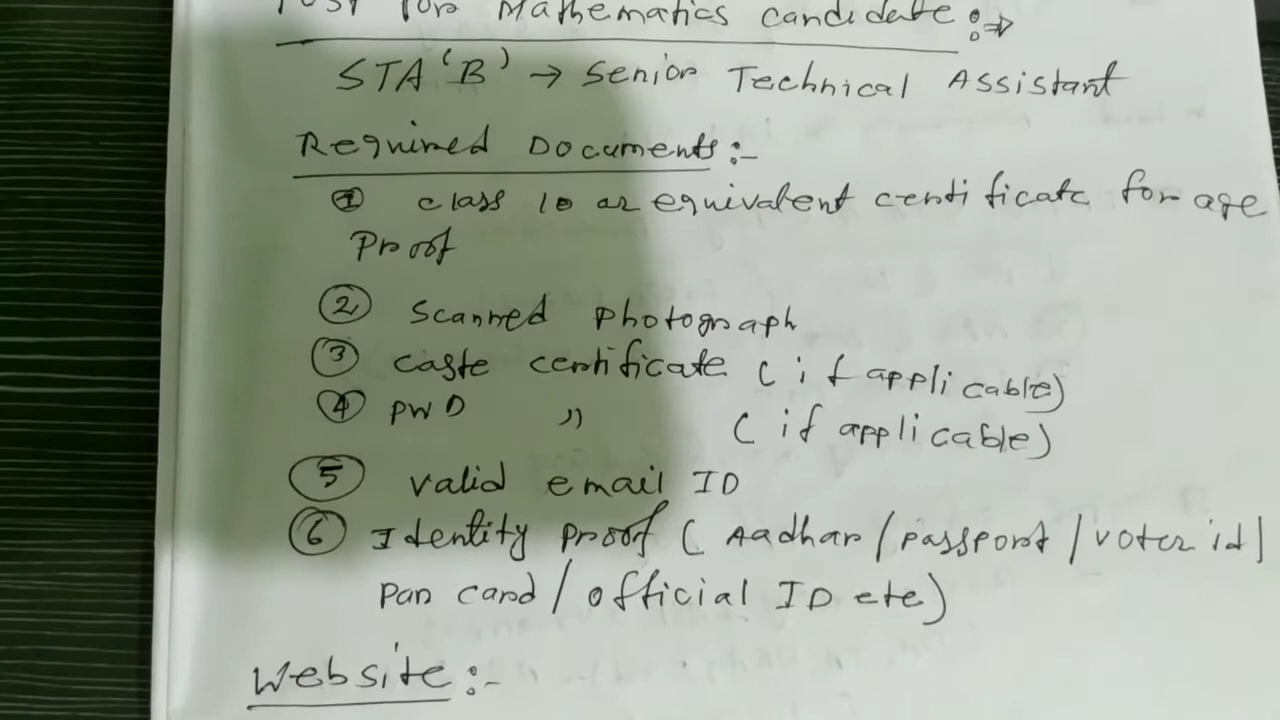 Post for Mathematics candidate :⇒
STA 'B' → Senior Technical Assistant
Required Documents :-
① class 10 or equivalent certificate for age
Proof
② Scanned photograph
③ caste certificate ( if applicable)
④ PWD " ( if applicable)
⑤ valid email ID
⑥ Identity proof ( Aadhar / passport / voter id |
Pan card / official ID etc)
Website :-